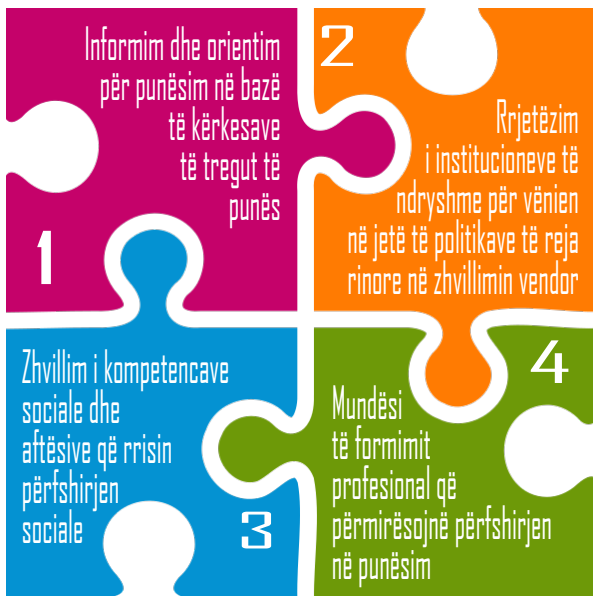 Informim dhe orientim
për punësim në bazë
të kërkesave
të tregut të
punës
1
2
Rrjetëzim
i institucioneve të
ndryshme për vënien
në jetë të politikave të reja
rinore në zhvillimin vendor
Zhvillim i kompetencave
sociale dhe
aftësive që rrisin
përfshirjen
sociale
3
4
Mundësi
të formimit
profesional që
përmirësojnë përfshirjen
në punësim